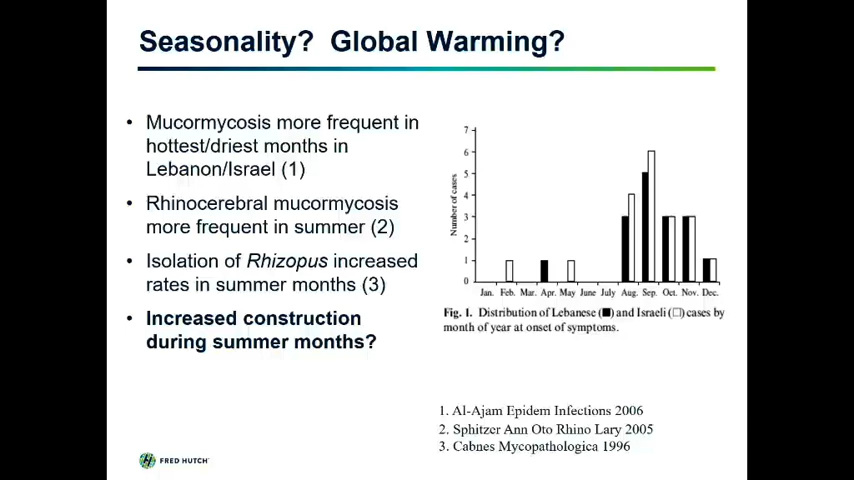 Seasonality? Global Warming?
• Mucormycosis more frequent in
hottest/driest months in
Lebanon/Israel (1)
• Rhinocerebral mucormycosis
more frequent in summer (2)
• Isolation of Rhizopus increased
rates in summer months (3)
• Increased construction
during summer months?
Number of cases
7
6
5
4
3
2
1
0
Jan. Feb. Mar. Apr. May June July Aug. Sep. Oct. Nov. Dec.
Fig. 1. Distribution of Lebanese (■) and Israeli (□) cases by
month of year at onset of symptoms.
1. Al-Ajam Epidem Infections 2006
2. Sphitzer Ann Oto Rhino Lary 2005
3. Cabnes Mycopathologica 1996
FRED HUTCH